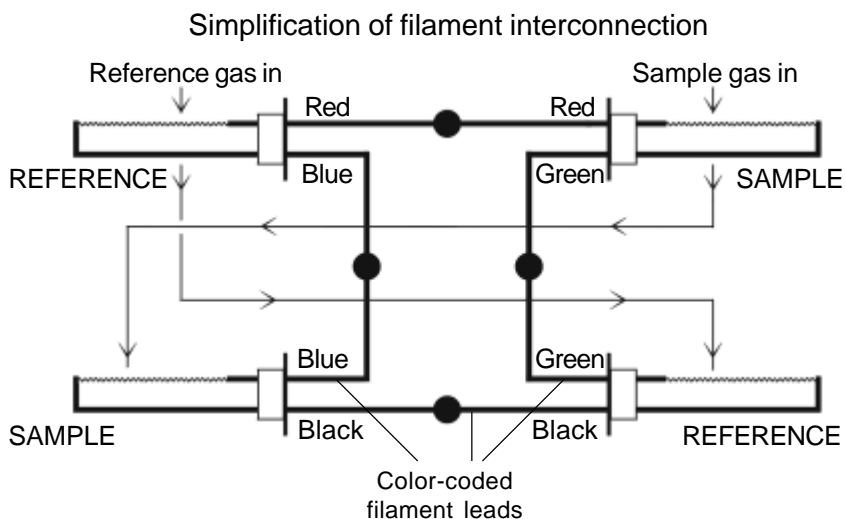 Simplification of filament interconnection
Reference gas in
Sample gas in
Red
Red
REFERENCE
Blue
Green
SAMPLE
Blue
Green
SAMPLE
Black
Black
REFERENCE
Color-coded
filament leads